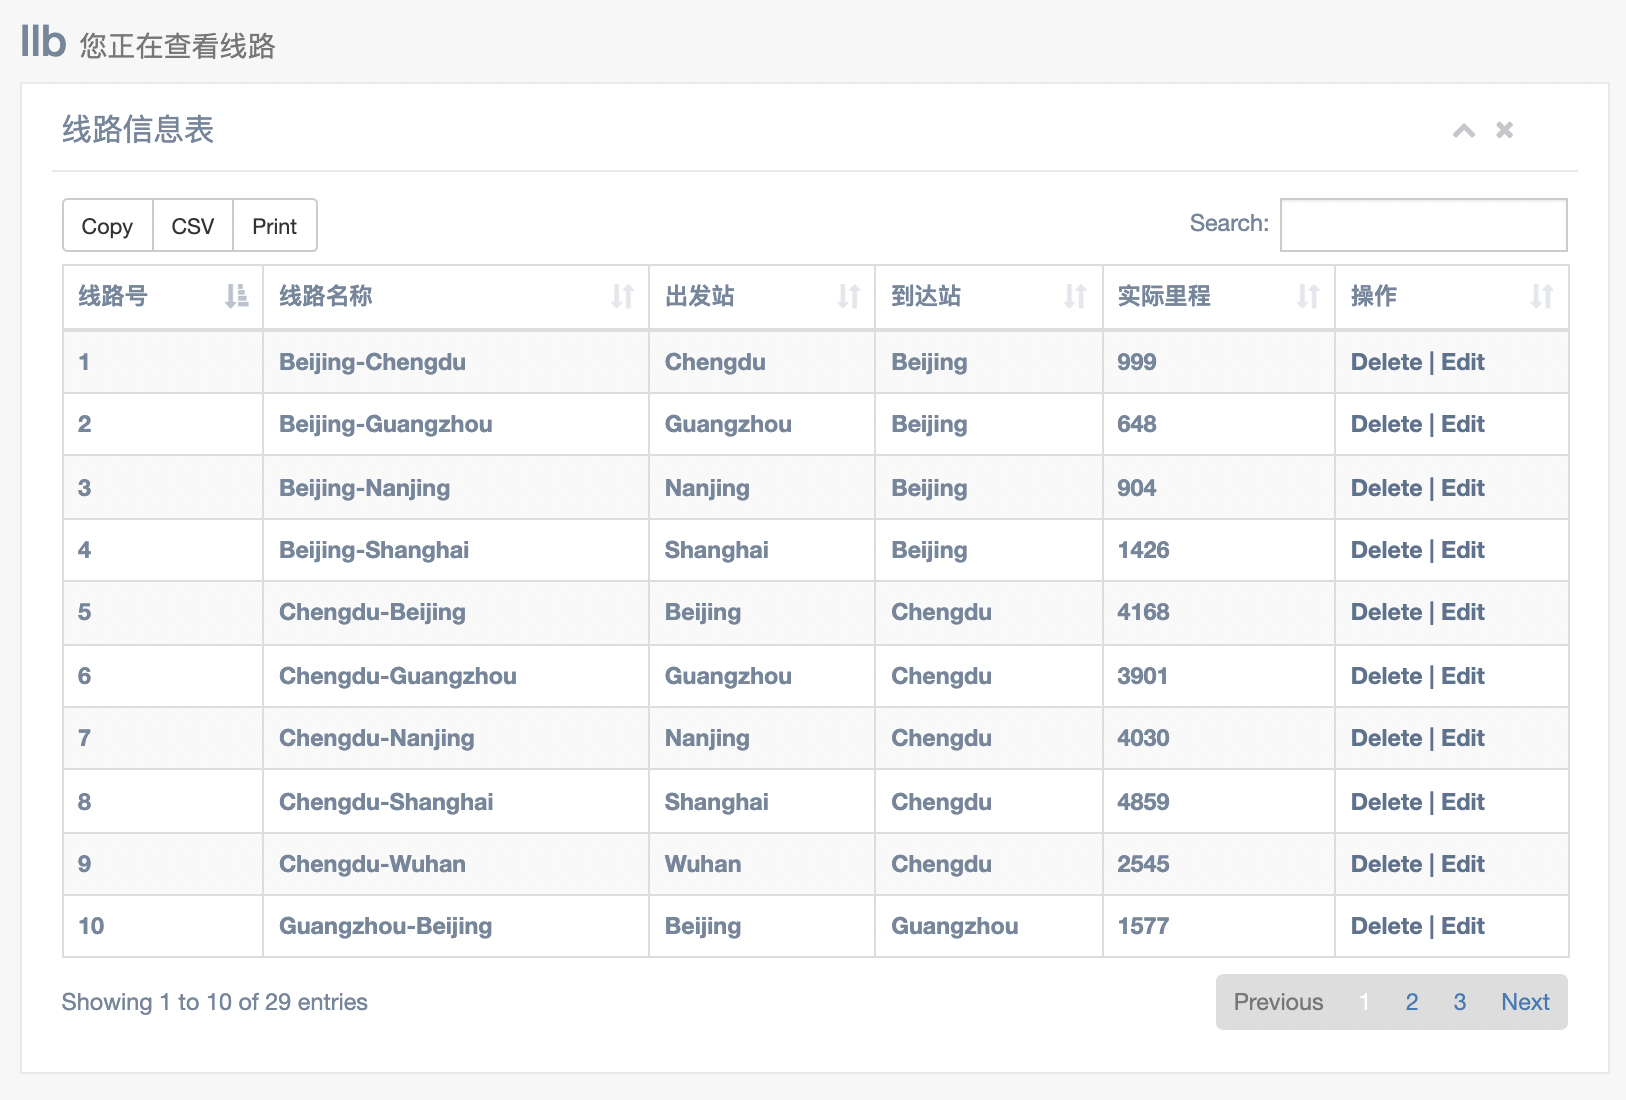 llb 您正在查看线路
线路信息表
Copy CSV Print Search:
线路号 线路名称 出发站 到达站 实际里程 操作
1 Beijing-Chengdu Chengdu Beijing 999 Delete | Edit
2 Beijing-Guangzhou Guangzhou Beijing 648 Delete | Edit
3 Beijing-Nanjing Nanjing Beijing 904 Delete | Edit
4 Beijing-Shanghai Shanghai Beijing 1426 Delete | Edit
5 Chengdu-Beijing Beijing Chengdu 4168 Delete | Edit
6 Chengdu-Guangzhou Guangzhou Chengdu 3901 Delete | Edit
7 Chengdu-Nanjing Nanjing Chengdu 4030 Delete | Edit
8 Chengdu-Shanghai Shanghai Chengdu 4859 Delete | Edit
9 Chengdu-Wuhan Wuhan Chengdu 2545 Delete | Edit
10 Guangzhou-Beijing Beijing Guangzhou 1577 Delete | Edit
Showing 1 to 10 of 29 entries Previous 1 2 3 Next